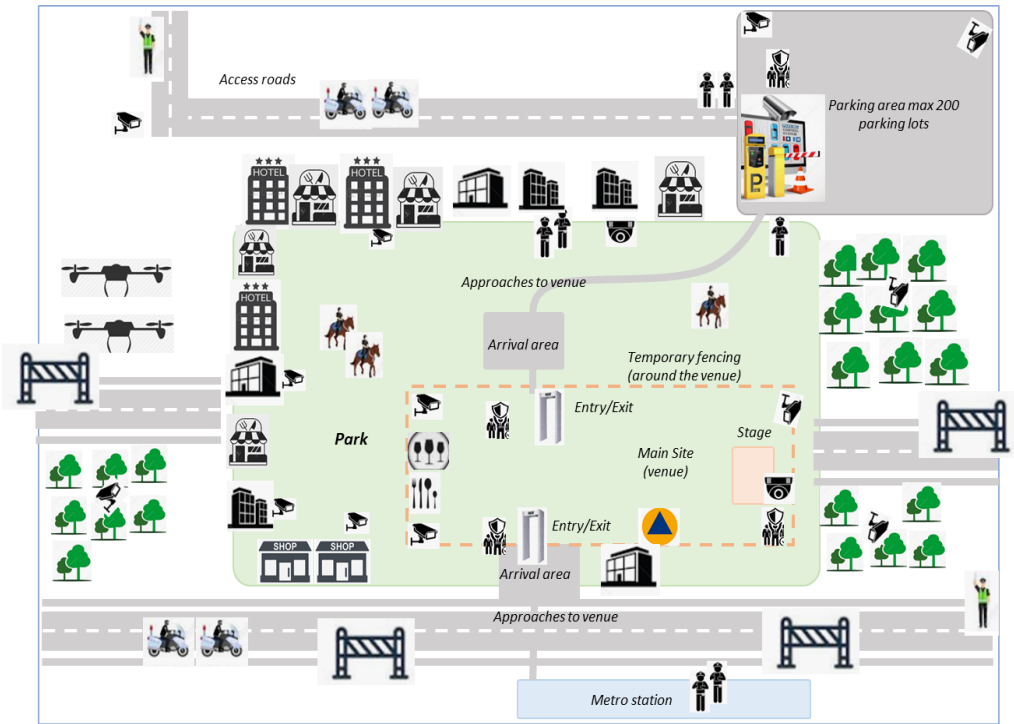 Access roads
Parking area max 200
parking lots
P
HOTEL
HOTEL
Approaches to venue
HOTEL
Arrival area
Temporary fencing
(around the venue)
Entry/Exit
Park
Stage
Main Site
(venue)
Entry/Exit
SHOP
SHOP
Arrival area
Approaches to venue
Metro station